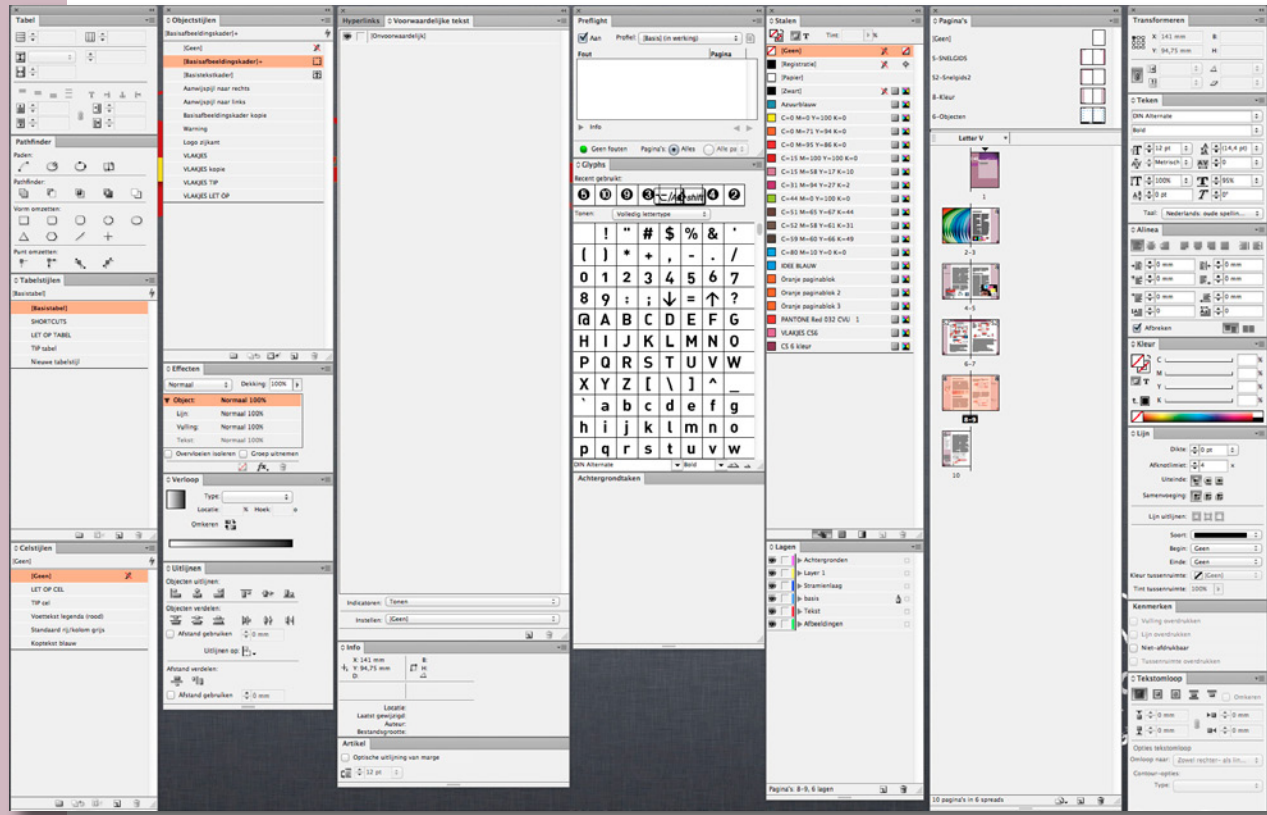 Tabel
Pathfinder
Paden:
Pathfinder:
Vorm omzetten:
Punt omzetten:
Tabelstijlen
[Basistabel]
[Basistabel]
SHORTCUTS
LET OP TABEL
TIP tabel
Nieuwe tabelstijl
Celstijlen
[Geen]
[Geen]
LET OP CEL
TIP cel
Voettekst legenda (rood)
Standaard rij/kolom grijs
Koptekst blauw
Objectstijlen
[Basisafbeeldingskader]+
[Geen]
[Basisafbeeldingskader]+
[Basistekstkader]
Aanwijspijl naar rechts
Aanwijspijl naar links
Basisafbeeldingskader kopie
Warning
Logo zijkant
VLAKJES
VLAKJES kopie
VLAKJES TIP
VLAKJES LET OP
Effecten
Normaal Dekking: 100%
Object: Normaal 100%
Lijn: Normaal 100%
Vulling: Normaal 100%
Tekst: Normaal 100%
Overvloeien isoleren Groep uitnemen
fx.
Verloop
Type:
Locatie: % Hoek: °
Omkeren
Uitlijnen
Objecten uitlijnen:
Objecten verdelen:
Afstand gebruiken 0 mm
Uitlijnen op:
Afstand verdelen:
Afstand gebruiken 0 mm
Hyperlinks Voorwaardelijke tekst
[Onvoorwaardelijk]
Indicatoren: Tonen
Instellen: [Geen]
Info
X: 141 mm B:
Y: 94,75 mm H:
D:
Locatie:
Laatst gewijzigd:
Auteur:
Bestandsgrootte:
Artikel
Optische uitlijning van marge
12 pt
Preflight
Aan Profiel: [Basis] (in werking)
Fout Pagina
Info
Geen fouten Pagina's: Alles Alle pa
Glyphs
Recent gebruikt:
❺ ❿ ❾ ❸ shift ❹ ❷
Tonen: Volledig lettertype
! " # $ % & '
( ) * + , - . /
0 1 2 3 4 5 6 7
8 9 : ; ↓ = ↑ ?
@ A B C D E F G
H I J K L M N O
P Q R S T U V W
X Y Z [ \ ] ^ _
` a b c d e f g
h i j k l m n o
p q r s t u v w
DIN Alternate Bold
Achtergrondtaken
Stalen
T Tint: %
[Geen]
[Registratie]
[Papier]
[Zwart]
Azuurblauw
C=0 M=0 Y=100 K=0
C=0 M=71 Y=94 K=0
C=0 M=95 Y=86 K=0
C=15 M=100 Y=100 K=0
C=15 M=58 Y=17 K=10
C=31 M=94 Y=27 K=2
C=44 M=0 Y=100 K=0
C=51 M=65 Y=67 K=44
C=52 M=58 Y=61 K=31
C=59 M=60 Y=66 K=49
C=80 M=10 Y=0 K=0
IDEE BLAUW
Oranje paginablok
Oranje paginablok 2
Oranje paginablok 3
PANTONE Red 032 CVU 1
VLAKJES CS6
CS 6 kleur
Lagen
Achtergronden
Layer 1
Stramienlaag
basis
Tekst
Afbeeldingen
Pagina's: 8-9, 6 lagen
Pagina's
[Geen]
S-SNELGIDS
S2-Snelgids2
8-Kleur
6-Objecten
Letter V
1
2-3
4-5
6-7
8-9
10
10 pagina's in 6 spreads
Transformeren
X: 141 mm B:
Y: 94,75 mm H:
Teken
DIN Alternate
Bold
12 pt (14,4 pt)
Metrisch 0
100% 95%
0 pt 0°
Taal: Nederlands: oude spellin...
Alinea
0 mm 0 mm
0 mm 0 mm
0 mm 0 mm
0 0
Afbreken
Kleur
C %
M
Y
K %
Lijn
Dikte: 0 pt
Afknotlimiet: 4 x
Uiteinde:
Samenvoeging:
Lijn uitlijnen:
Soort:
Begin: Geen
Einde: Geen
Kleur tussenruimte: [Geen]
Tint tussenruimte: 100%
Kenmerken
Vulling overdrukken
Lijn overdrukken
Niet-afdrukbaar
Tussenruimte overdrukken
Tekstomloop
Omkeren
0 mm 0 mm
0 mm 0 mm
Opties tekstomloop
Omloop naar: Zowel rechter- als lin...
Contour-opties:
Type: